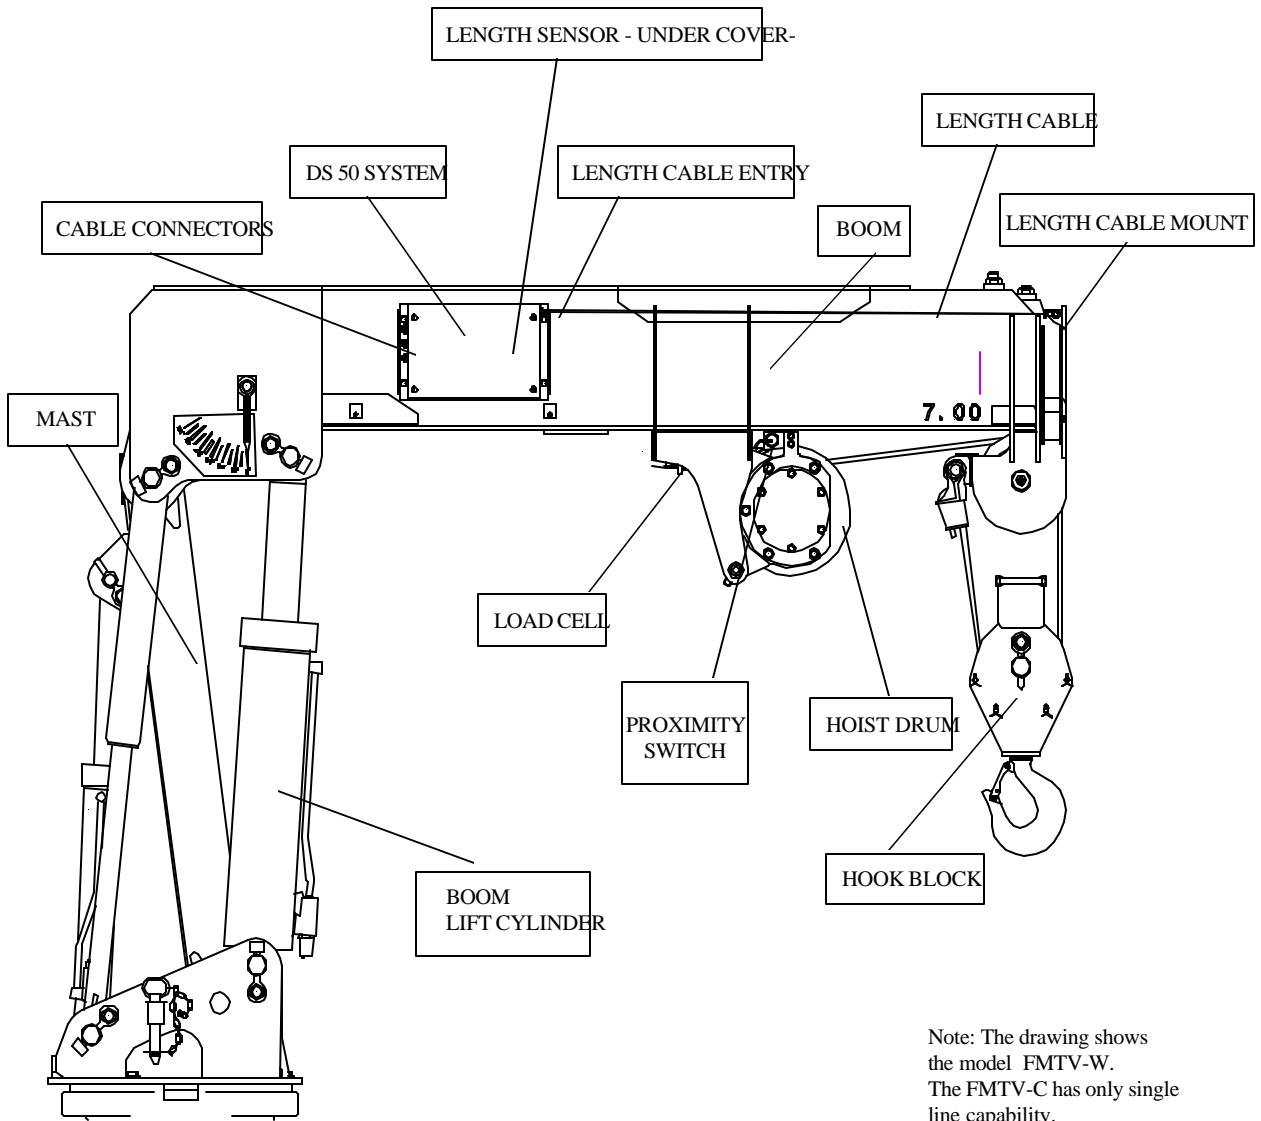 LENGTH SENSOR - UNDER COVER-
LENGTH CABLE
DS 50 SYSTEM
LENGTH CABLE ENTRY
CABLE CONNECTORS
BOOM
LENGTH CABLE MOUNT
MAST
7.00
LOAD CELL
PROXIMITY
SWITCH
HOIST DRUM
HOOK BLOCK
BOOM
LIFT CYLINDER
Note: The drawing shows
the model FMTV-W.
The FMTV-C has only single
line capability.